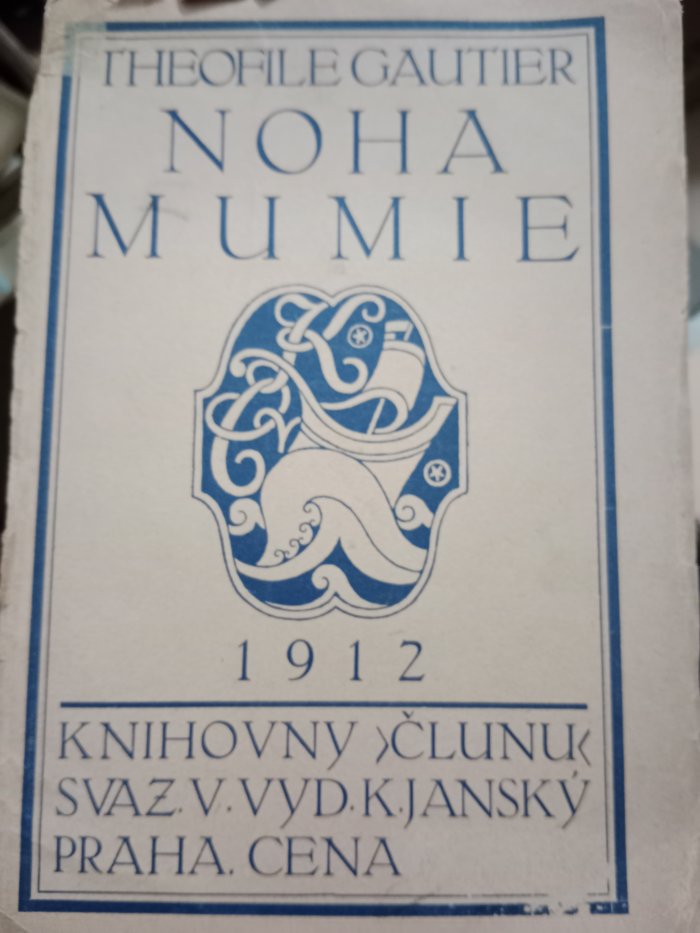 THEOFILE GAUTIER
NOHA
MUMIE
1912
KNIHOVNY ›ČLUNU‹
SVAZ. V. VYD. K. JANSKÝ
PRAHA. CENA